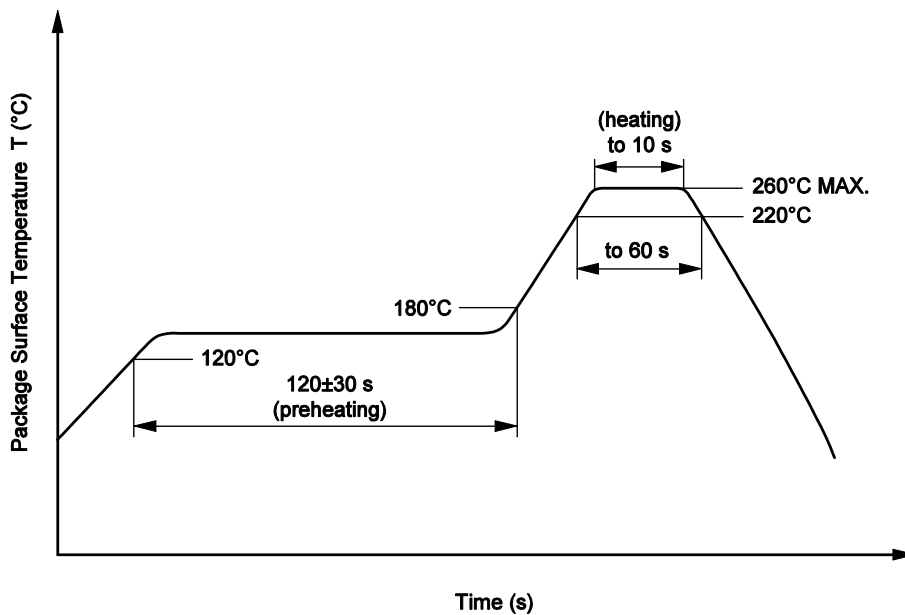 Package Surface Temperature T (°C)
(heating)
to 10 s
260°C MAX.
220°C
to 60 s
180°C
120°C
120±30 s
(preheating)
Time (s)